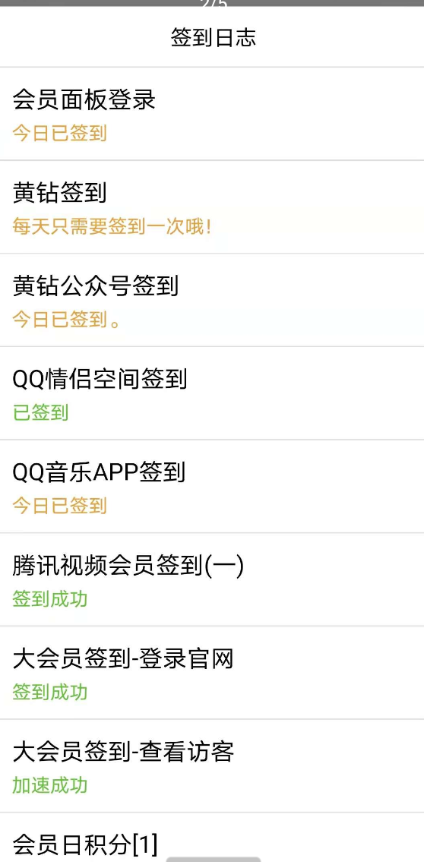 2/5
签到日志
会员面板登录
今日已签到
黄钻签到
每天只需要签到一次哦!
黄钻公众号签到
今日已签到。
QQ情侣空间签到
已签到
QQ音乐APP签到
今日已签到
腾讯视频会员签到(一)
签到成功
大会员签到-登录官网
签到成功
大会员签到-查看访客
加速成功
会员日积分[1]